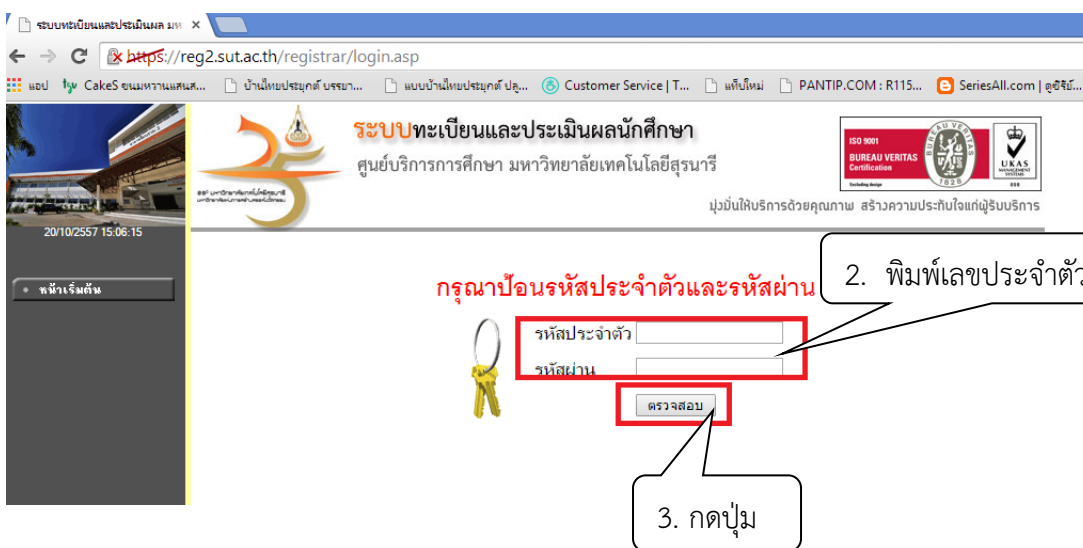 ระบบทะเบียนและประเมินผล มห
https://reg2.sut.ac.th/registrar/login.asp
แอป CakeS ขนมหวานแสนส... บ้านไทยประยุกต์ บรรยา... แบบบ้านไทยประยุกต์ ปลู... Customer Service | T... แท็บใหม่ PANTIP.COM : R115... SeriesAll.com | ดูซีรีย์...
ระบบทะเบียนและประเมินผลนักศึกษา
ศูนย์บริการการศึกษา มหาวิทยาลัยเทคโนโลยีสุรนารี
ISO 9001
BUREAU VERITAS
Certification
Excluding design
1828
UKAS
MANAGEMENT
SYSTEMS
008
มุ่งมั่นให้บริการด้วยคุณภาพ สร้างความประทับใจแก่ผู้รับบริการ
20/10/2557 15:06:15
หน้าเริ่มต้น
2. พิมพ์เลขประจำตัว
กรุณาป้อนรหัสประจำตัวและรหัสผ่าน
รหัสประจำตัว
รหัสผ่าน
ตรวจสอบ
3. กดปุ่ม